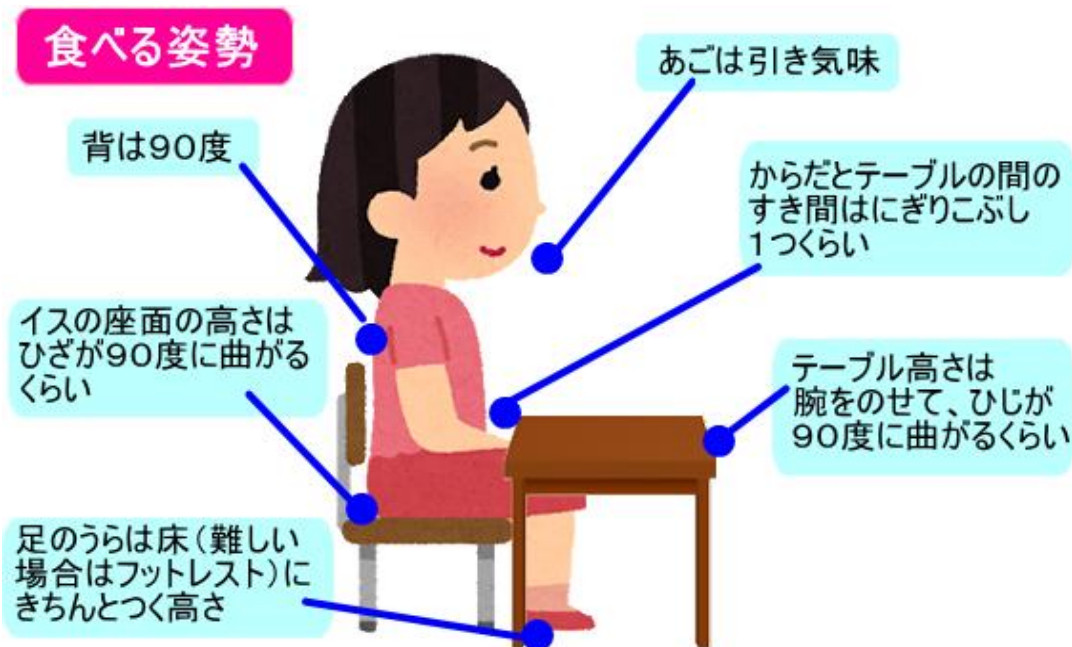 食べる姿勢
あごは引き気味
背は９０度
からだとテーブルの間の
すき間はにぎりこぶし
１つくらい
イスの座面の高さは
ひざが９０度に曲がる
くらい
テーブル高さは
腕をのせて、ひじが
９０度に曲がるくらい
足のうらは床（難しい
場合はフットレスト）に
きちんとつく高さ